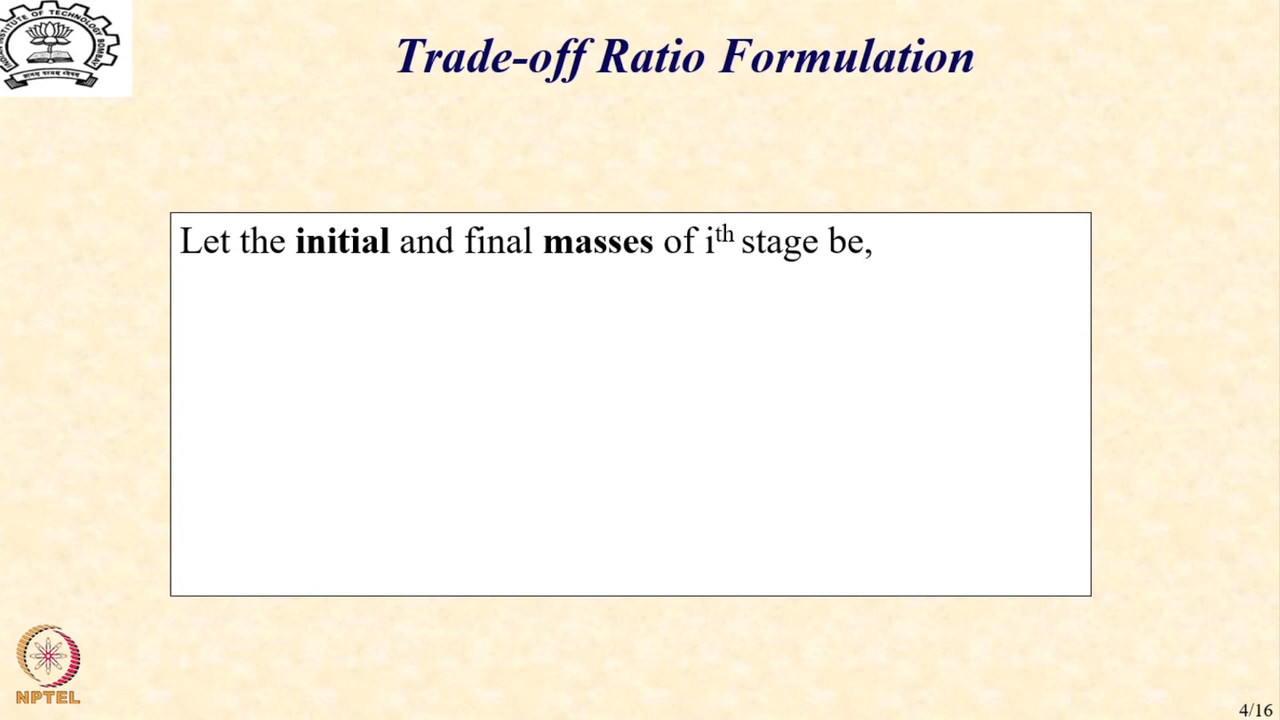 Trade-off Ratio Formulation
Let the initial and final masses of iᵗʰ stage be,
NPTEL
4/16